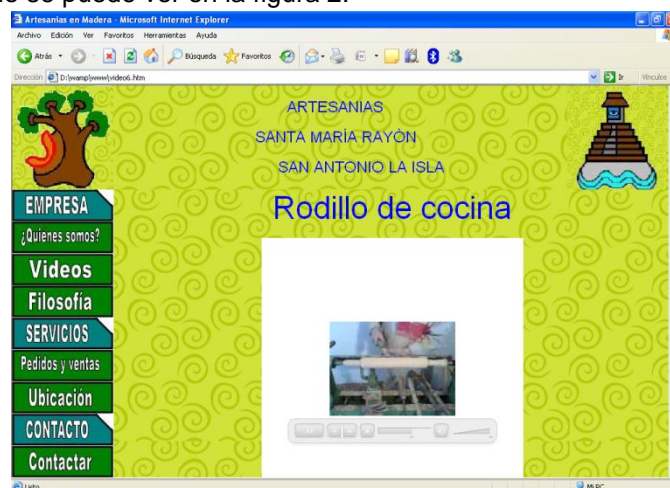 se puede ver en la figura 2.
Artesanias en Madera - Microsoft Internet Explorer
Archivo Edición Ver Favoritos Herramientas Ayuda
Atrás Búsqueda Favoritos
Dirección D:\wamp\www\video6.htm Ir Vínculos
ARTESANIAS
SANTA MARÍA RAYÒN
SAN ANTONIO LA ISLA
Rodillo de cocina
EMPRESA
¿Quienes somos?
Videos
Filosofía
SERVICIOS
Pedidos y ventas
Ubicación
CONTACTO
Contactar
Listo Mi PC